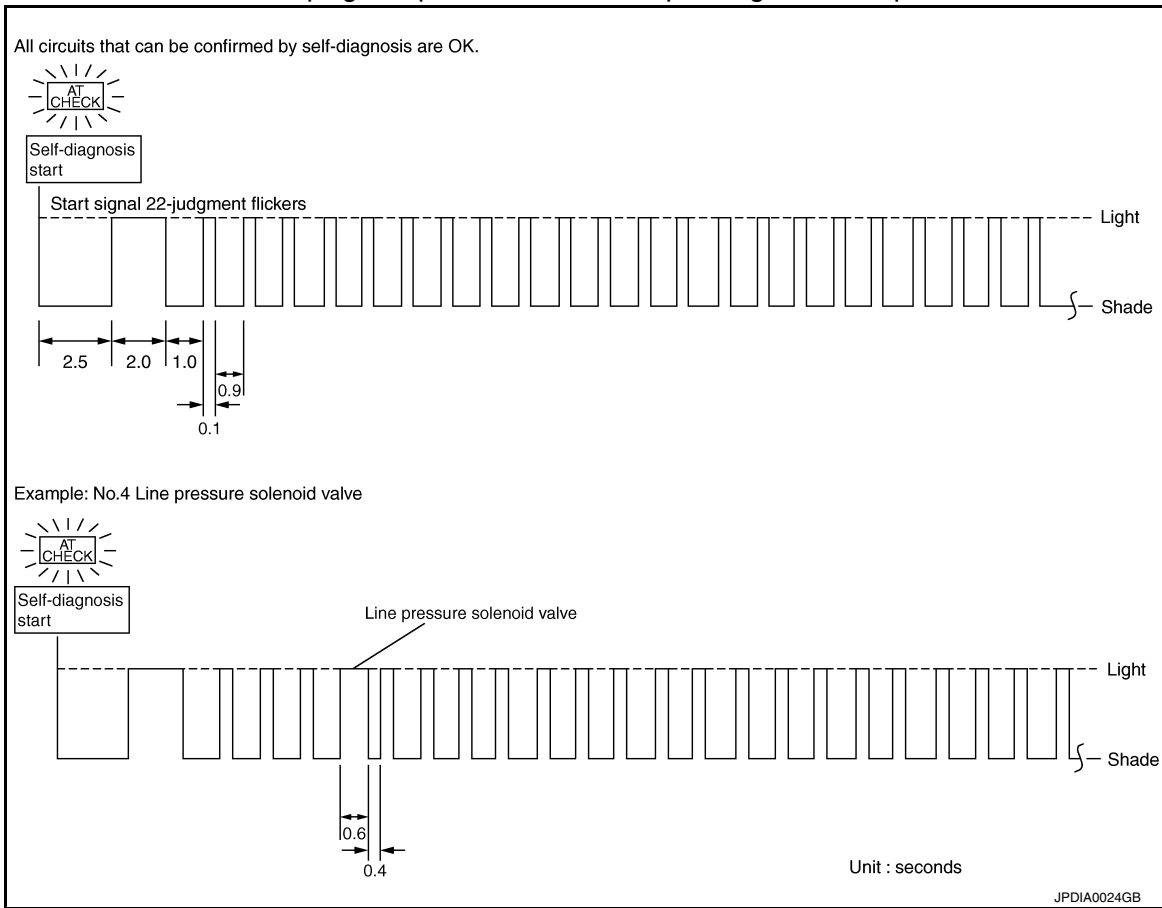 All circuits that can be confirmed by self-diagnosis are OK.
AT
CHECK
Self-diagnosis
start
Start signal 22-judgment flickers
Light
Shade
2.5
2.0
1.0
0.9
0.1
Example: No.4 Line pressure solenoid valve
AT
CHECK
Self-diagnosis
start
Line pressure solenoid valve
Light
Shade
0.6
0.4
Unit : seconds
JPDIA0024GB